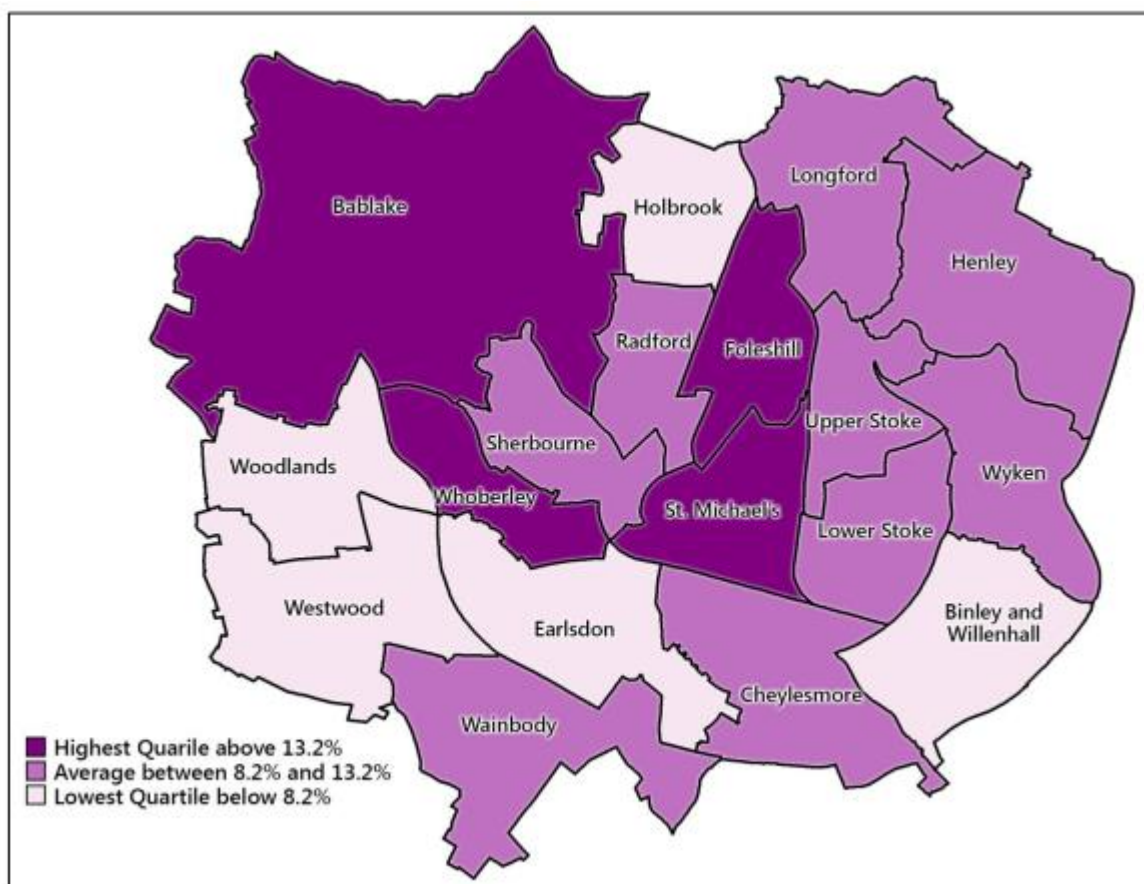 Longford
Bablake
Holbrook
Henley
Radford
Foleshill
Upper Stoke
Sherbourne
Woodlands
Wyken
Whoberley
St. Michael's
Lower Stoke
Westwood
Earlsdon
Binley and
Willenhall
Cheylesmore
Wainbody
Highest Quarile above 13.2%
Average between 8.2% and 13.2%
Lowest Quartile below 8.2%